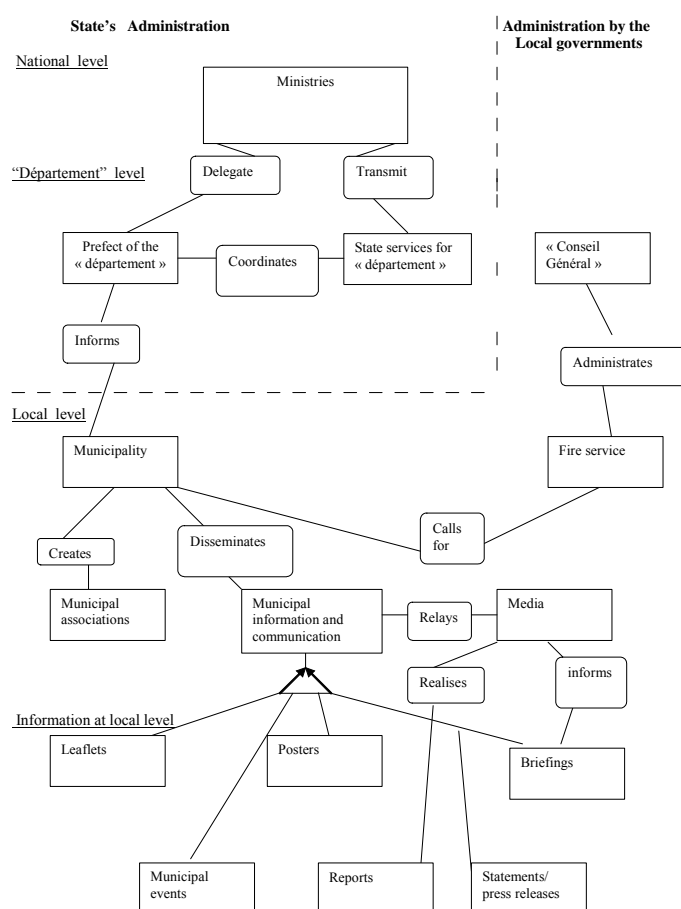 State's Administration
Administration by the
Local governments
National level
Ministries
"Département" level
Delegate
Transmit
Prefect of the
« département »
Coordinates
State services for
« département »
« Conseil
Général »
Informs
Administrates
Local level
Municipality
Fire service
Calls
for
Creates
Disseminates
Municipal
associations
Municipal
information and
communication
Relays
Media
Realises
informs
Information at local level
Leaflets
Posters
Briefings
Municipal
events
Reports
Statements/
press releases